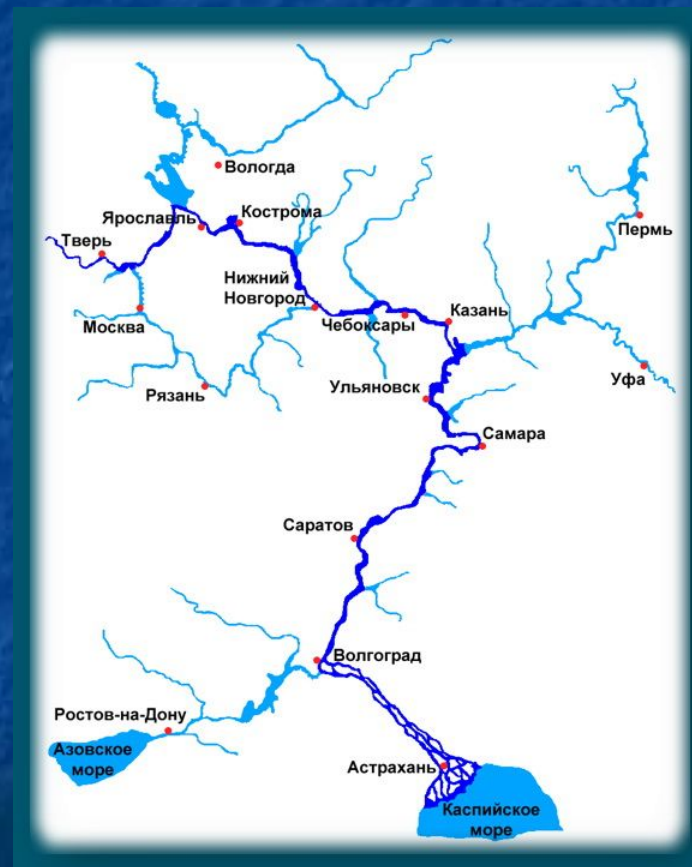 Вологда
Ярославль
Кострома
Тверь
Пермь
Нижний
Новгород
Москва
Чебоксары
Казань
Рязань
Ульяновск
Уфа
Самара
Саратов
Волгоград
Ростов-на-Дону
Азовское
море
Астрахань
Каспийское
море